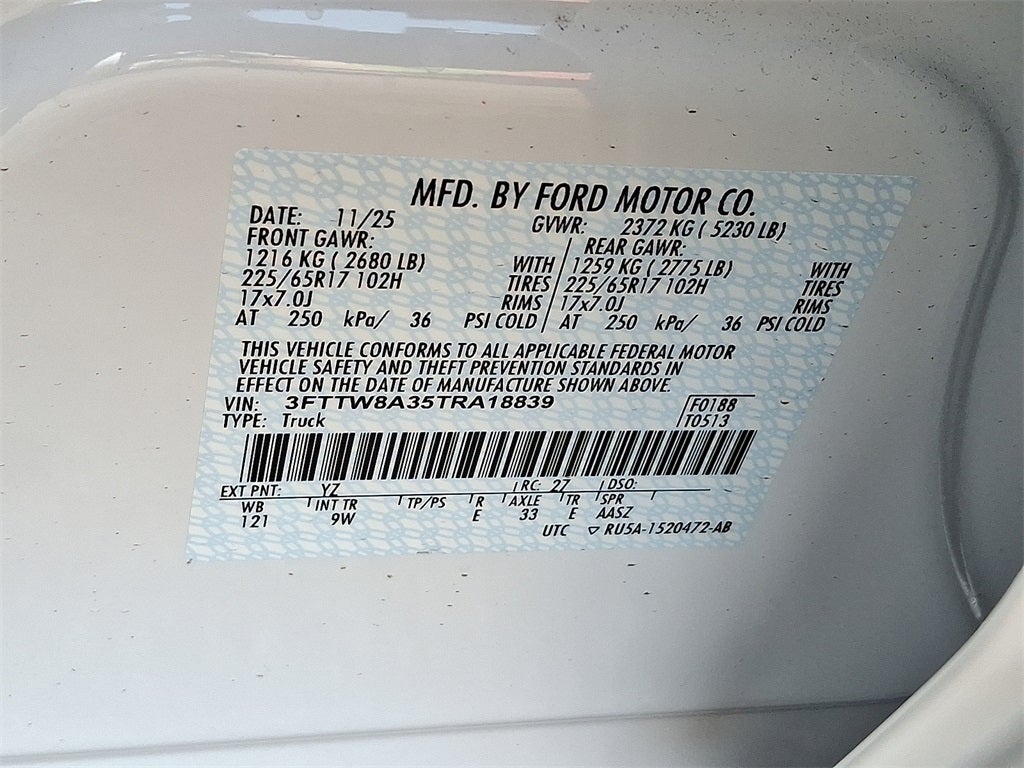 MFD. BY FORD MOTOR CO.
DATE: 11/25 GVWR: 2372 KG ( 5230 LB)
FRONT GAWR: REAR GAWR:
1216 KG ( 2680 LB) WITH 1259 KG ( 2775 LB) WITH
225/65R17 102H TIRES 225/65R17 102H TIRES
17x7.0J RIMS 17x7.0J RIMS
AT 250 kPa/ 36 PSI COLD AT 250 kPa/ 36 PSI COLD
THIS VEHICLE CONFORMS TO ALL APPLICABLE FEDERAL MOTOR
VEHICLE SAFETY AND THEFT PREVENTION STANDARDS IN
EFFECT ON THE DATE OF MANUFACTURE SHOWN ABOVE.
VIN: 3FTTW8A35TRA18839 F0188
TYPE: Truck T0513
EXT PNT: YZ RC: 27 DSO:
WB INT TR TP/PS R AXLE TR SPR
121 9W E 33 E AASZ
UTC ▽ RU5A-1520472-AB